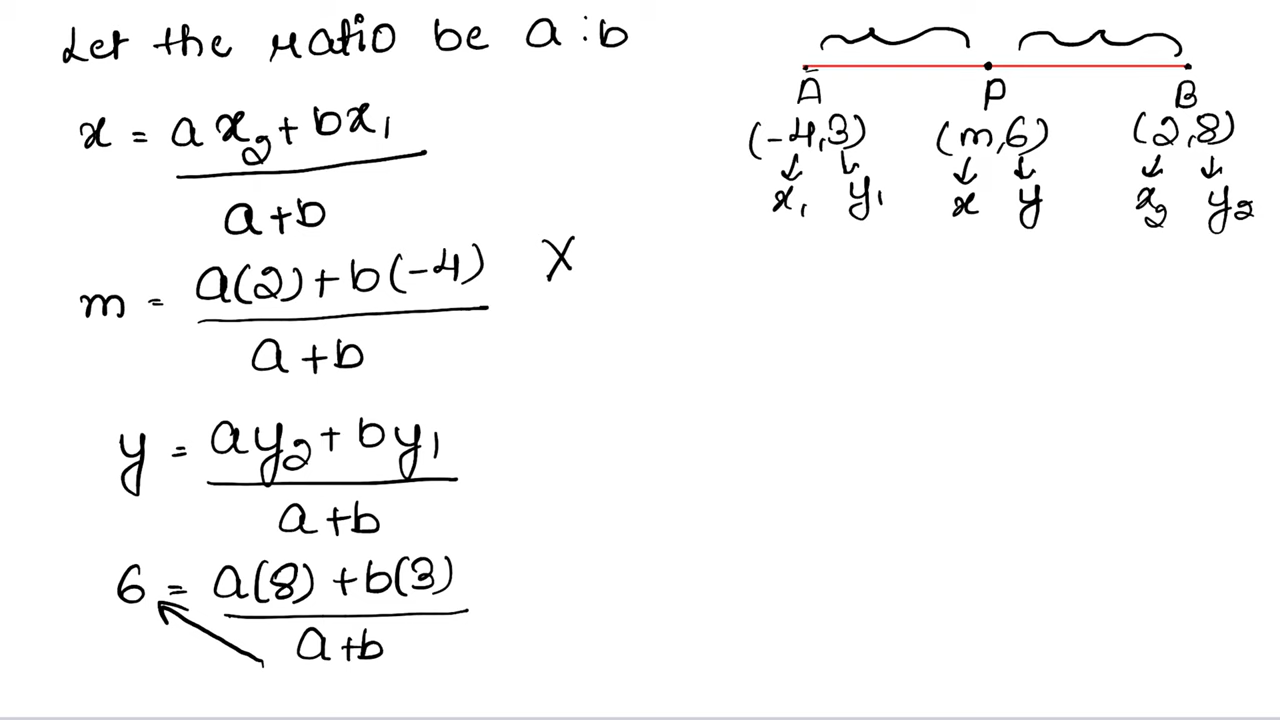 Let the ratio be a:b
x = ax₂+bx₁
a+b
m = a(2)+b(-4) X
a+b
y = ay₂+by₁
a+b
6 = a(8)+b(3)
a+b
A P B
(-4,3) (m,6) (2,8)
x₁ y₁ x y x₂ y₂